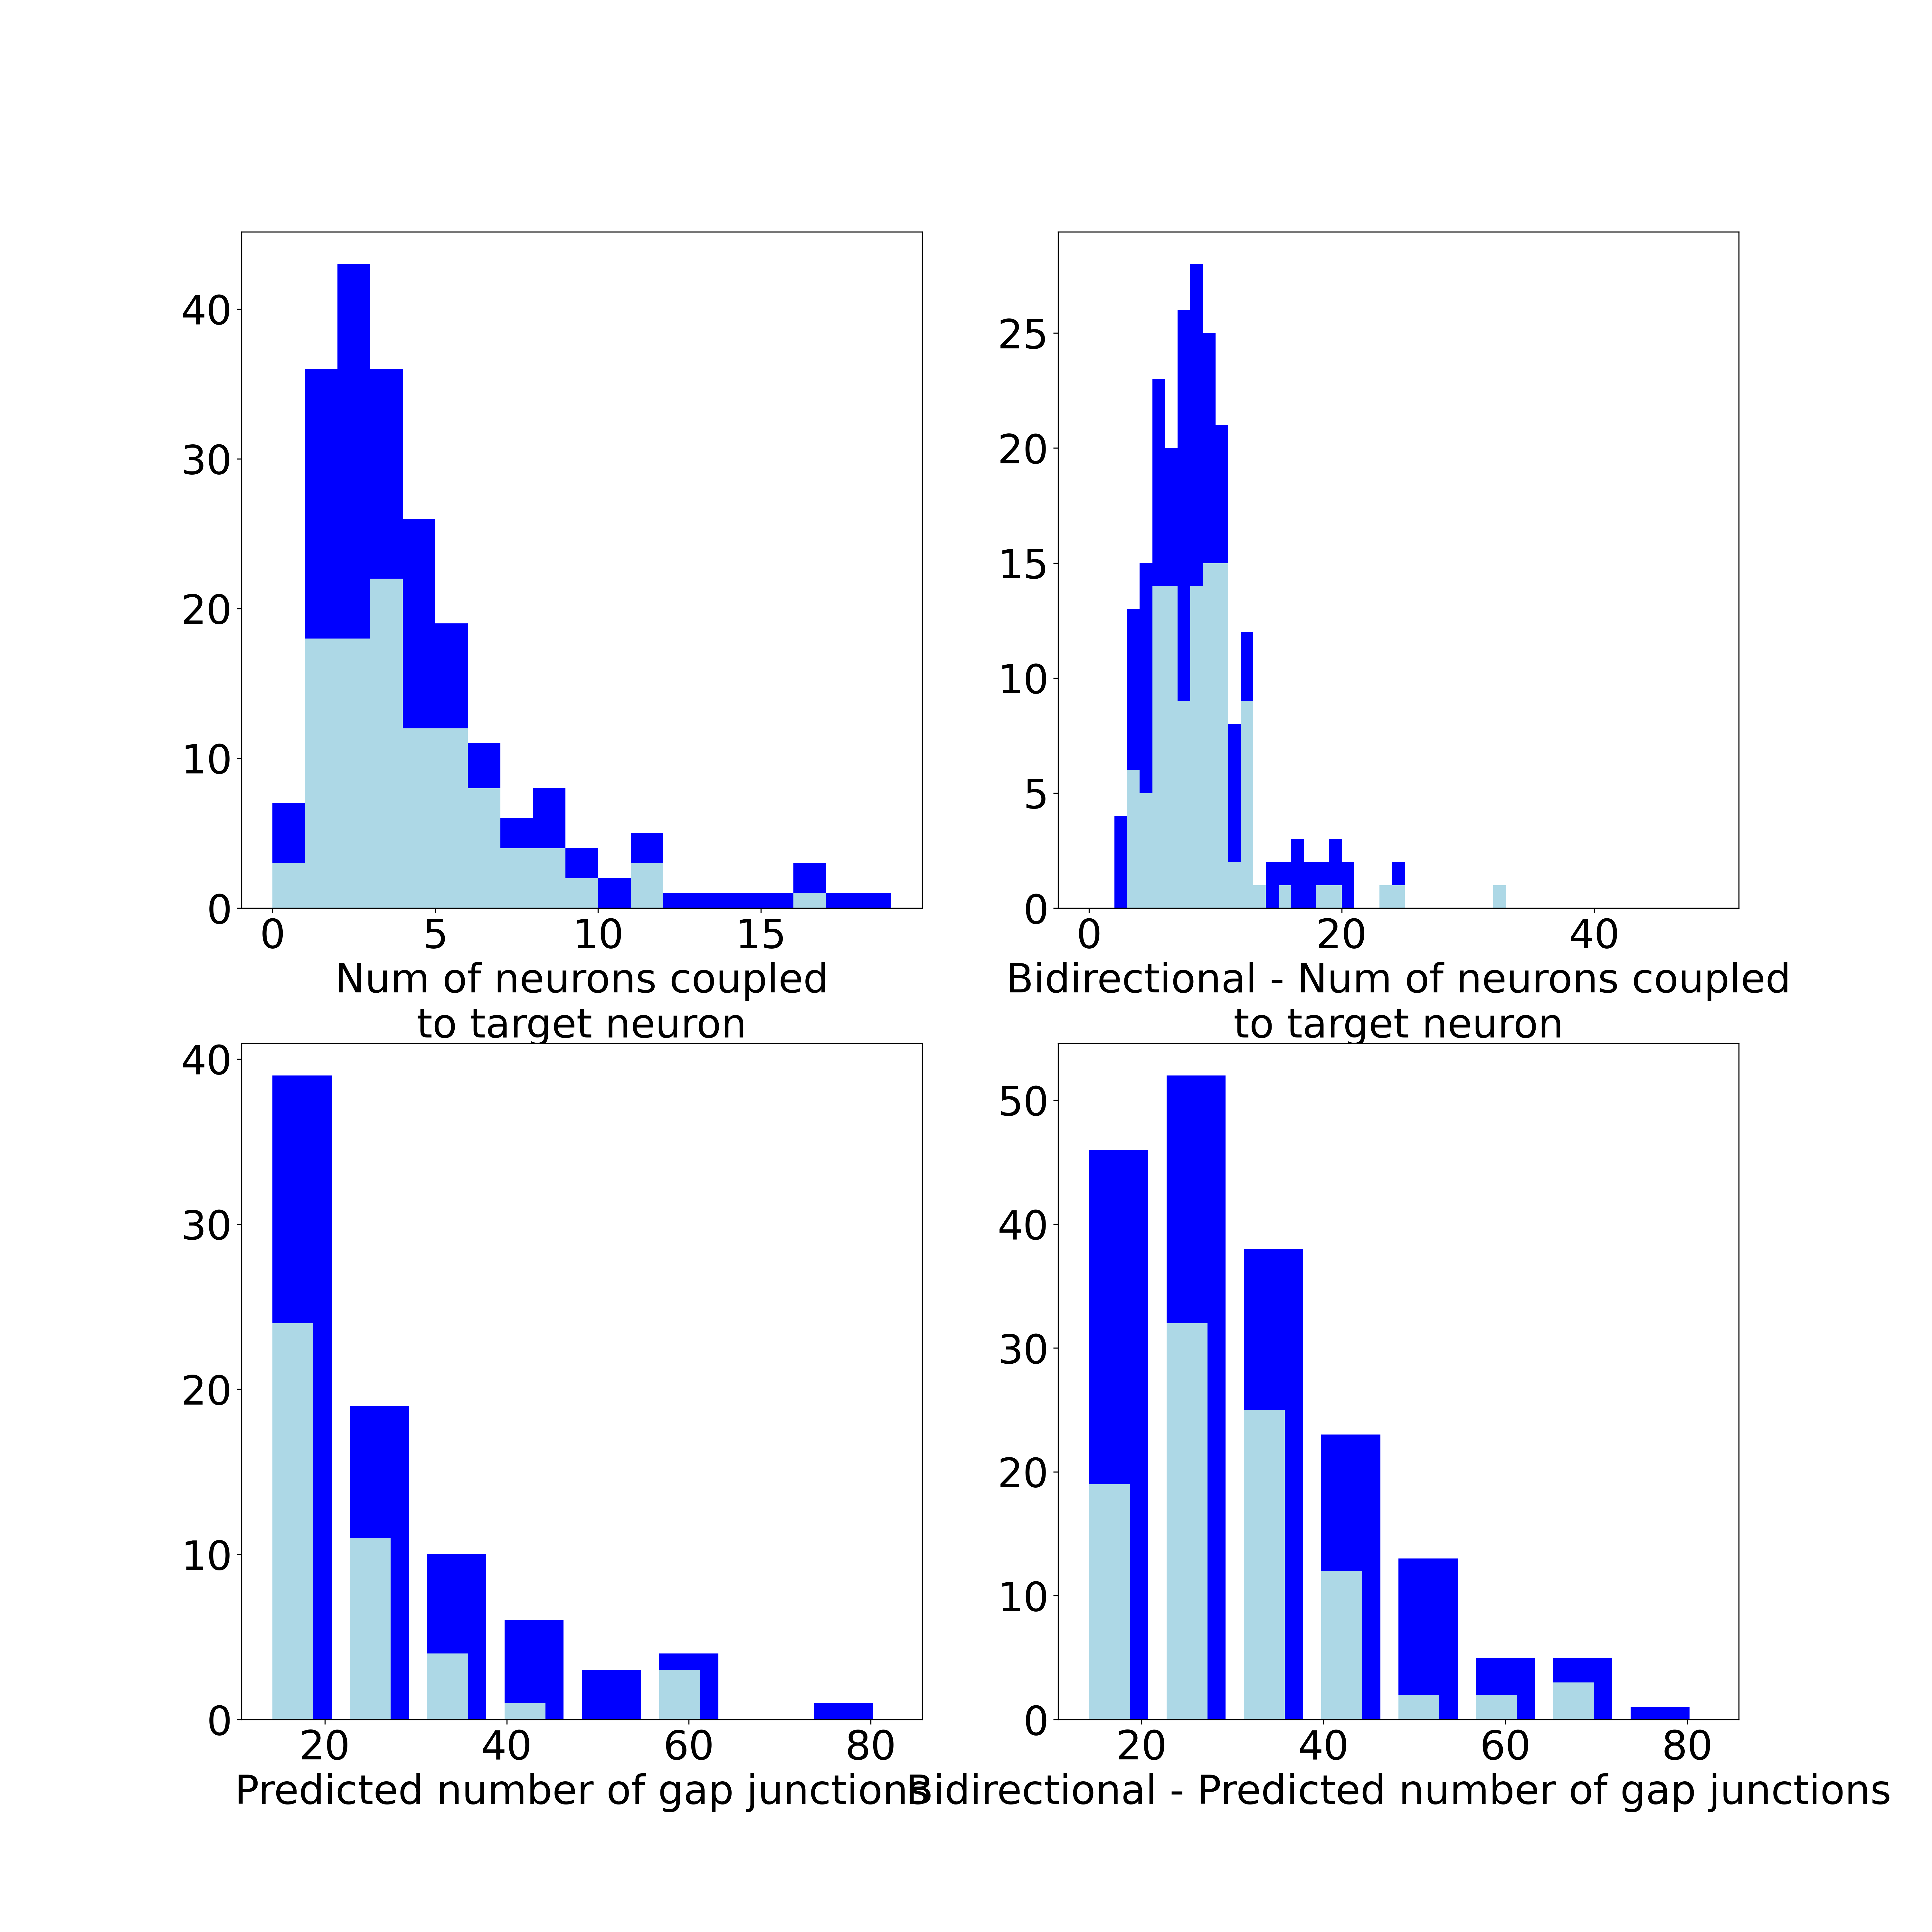 40
30
20
10
0
0 5 10 15
Num of neurons coupled
to target neuron
25
20
15
10
5
0
0 20 40
Bidirectional - Num of neurons coupled
to target neuron
40
30
20
10
0
20 40 60 80
Predicted number of gap junctions
50
40
30
20
10
0
20 40 60 80
Bidirectional - Predicted number of gap junctions